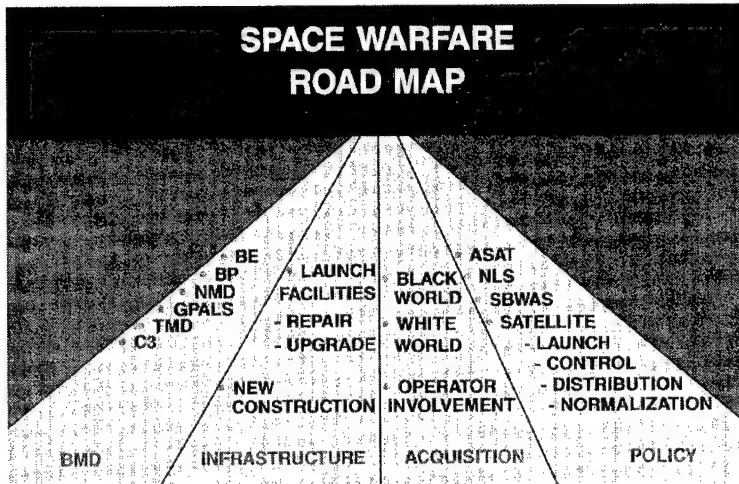 SPACE WARFARE
ROAD MAP
• BE
• BP
• NMD
• GPALS
• TMD
• C3
BMD
• LAUNCH
FACILITIES
- REPAIR
- UPGRADE
• NEW
CONSTRUCTION
INFRASTRUCTURE
• BLACK
WORLD
• WHITE
WORLD
• OPERATOR
INVOLVEMENT
ACQUISITION
• ASAT
• NLS
• SBWAS
• SATELLITE
- LAUNCH
- CONTROL
- DISTRIBUTION
- NORMALIZATION
POLICY